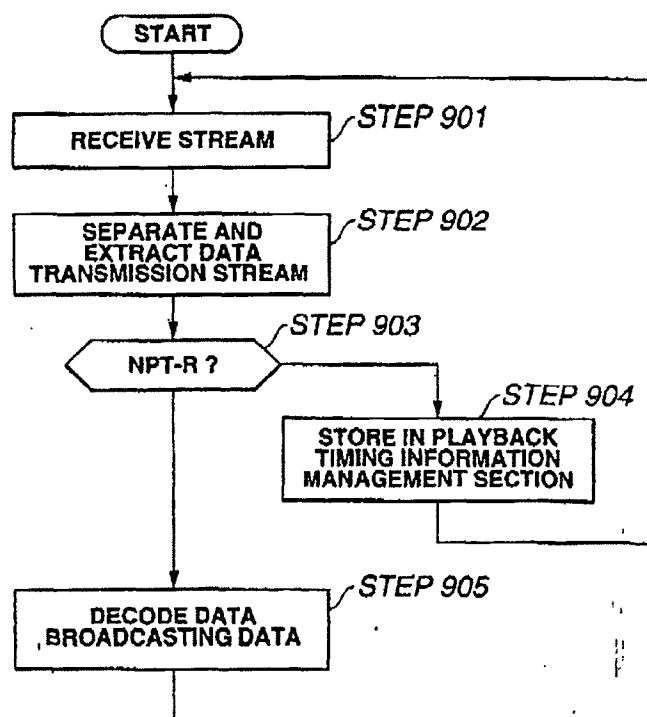 START
STEP 901
RECEIVE STREAM
STEP 902
SEPARATE AND
EXTRACT DATA
TRANSMISSION STREAM
STEP 903
NPT-R ?
STEP 904
STORE IN PLAYBACK
TIMING INFORMATION
MANAGEMENT SECTION
STEP 905
DECODE DATA
BROADCASTING DATA